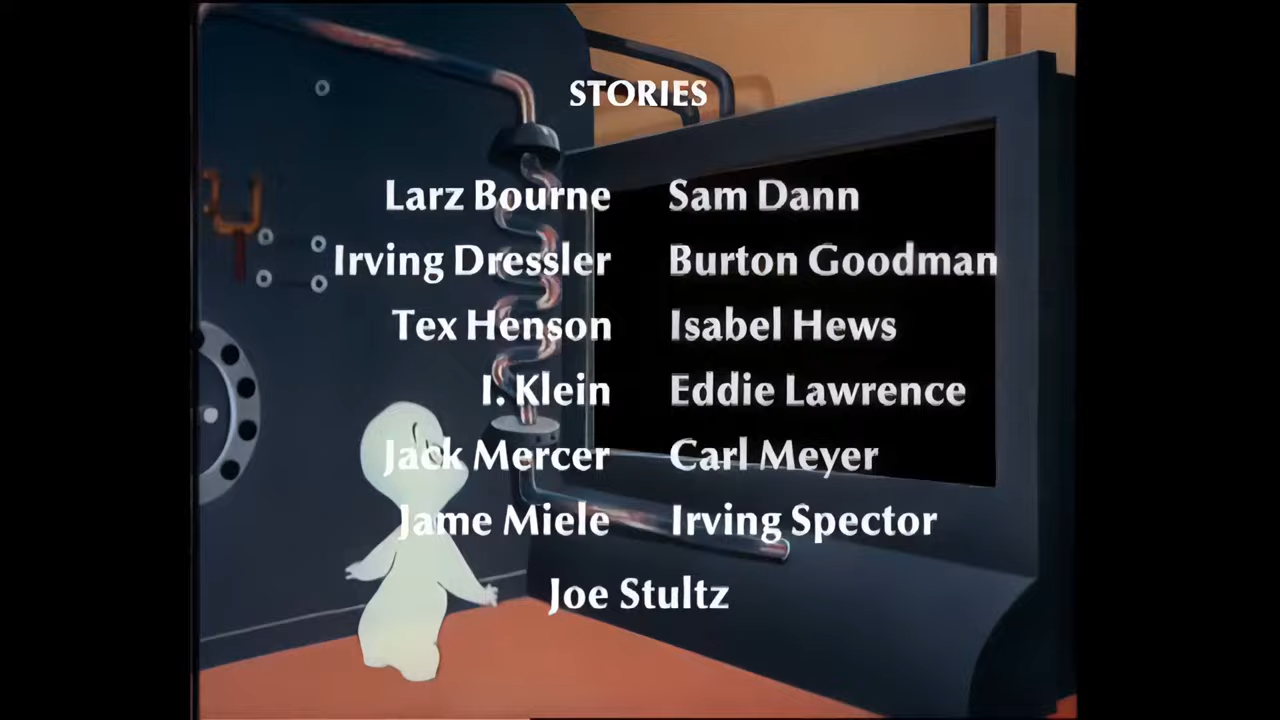 STORIES
Larz Bourne Sam Dann
Irving Dressler Burton Goodman
Tex Henson Isabel Hews
I. Klein Eddie Lawrence
Jack Mercer Carl Meyer
Jame Miele Irving Spector
Joe Stultz